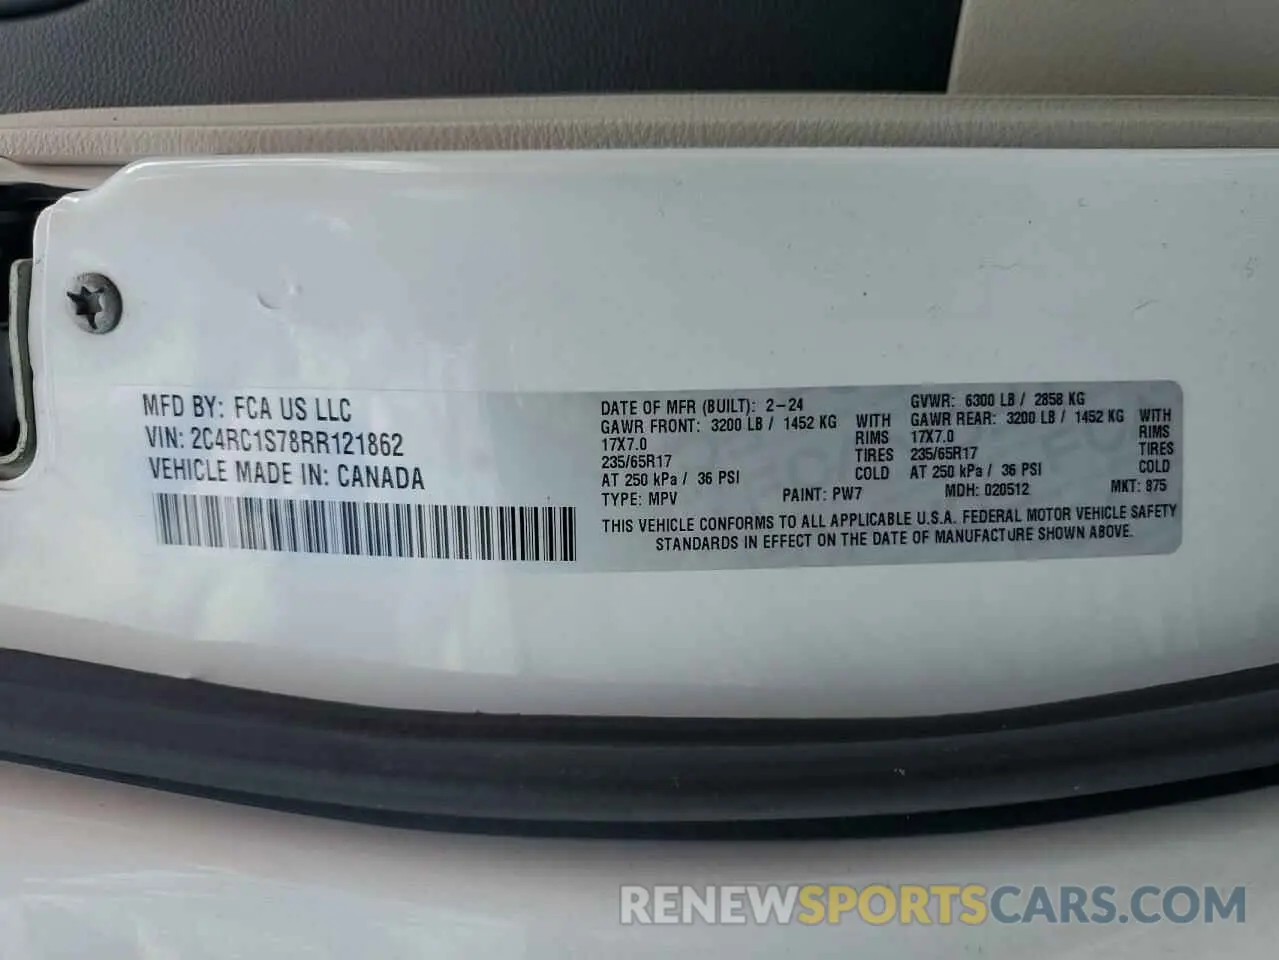 MFD BY: FCA US LLC
VIN: 2C4RC1S78RR121862
VEHICLE MADE IN: CANADA
DATE OF MFR (BUILT): 2-24
GAWR FRONT: 3200 LB / 1452 KG WITH
17X7.0 RIMS
235/65R17 TIRES
AT 250 kPa / 36 PSI COLD
GVWR: 6300 LB / 2858 KG
GAWR REAR: 3200 LB / 1452 KG WITH
17X7.0 RIMS
235/65R17 TIRES
AT 250 kPa / 36 PSI COLD
TYPE: MPV PAINT: PW7 MDH: 020512 MKT: 875
THIS VEHICLE CONFORMS TO ALL APPLICABLE U.S.A. FEDERAL MOTOR VEHICLE SAFETY
STANDARDS IN EFFECT ON THE DATE OF MANUFACTURE SHOWN ABOVE.
RENEWSPORTSCARS.COM